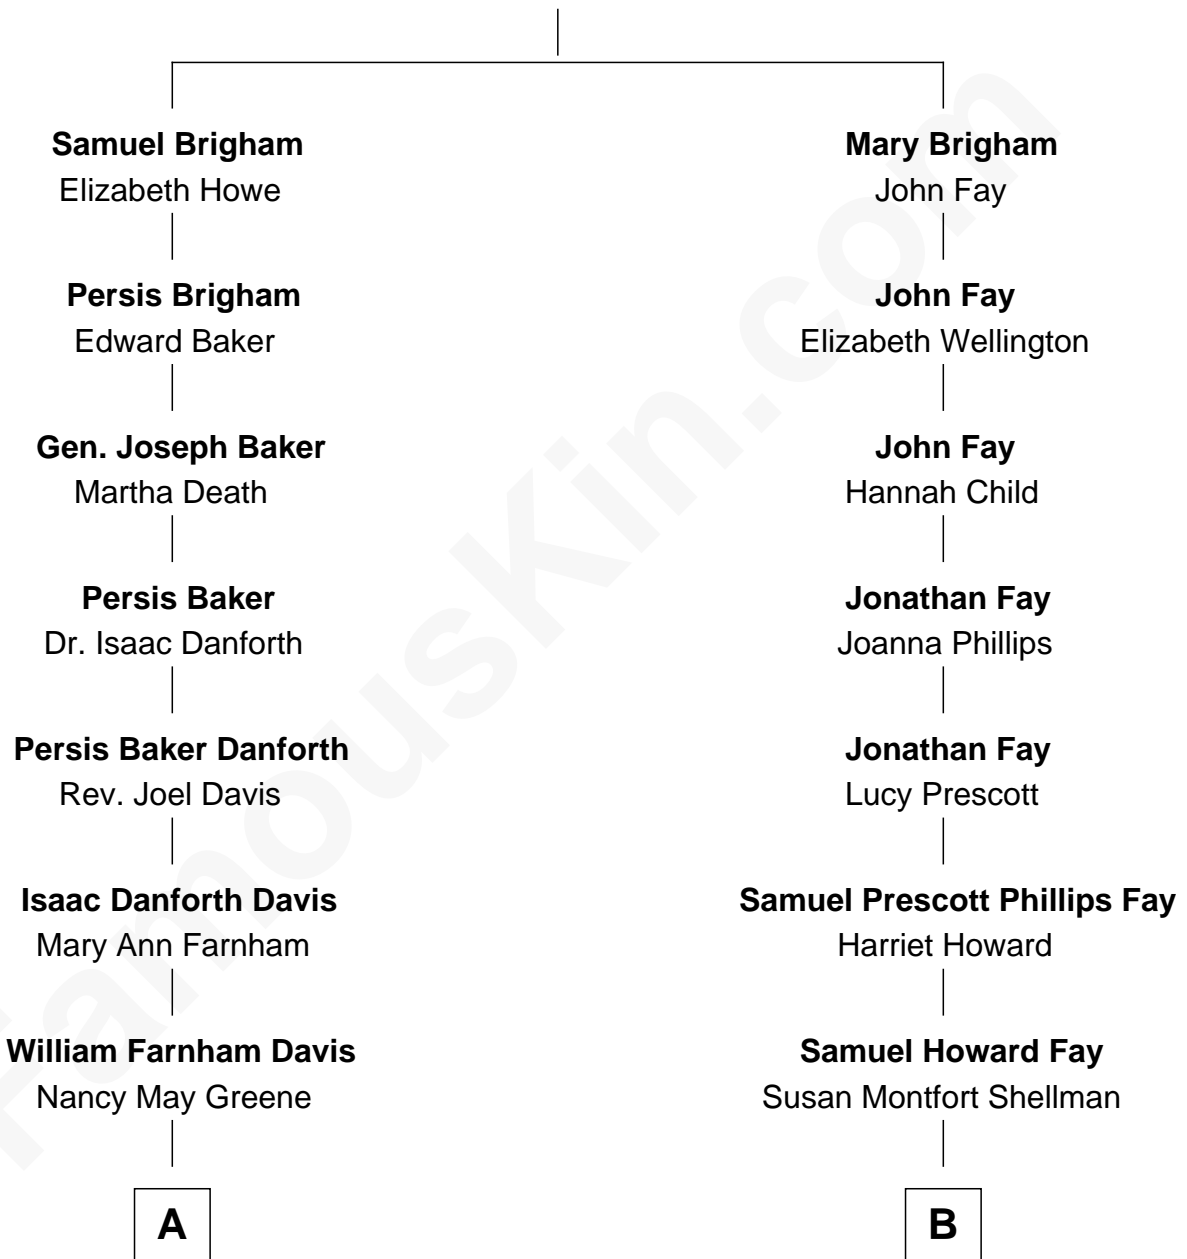 Samuel Brigham
Elizabeth Howe
Mary Brigham
John Fay
Persis Brigham
Edward Baker
John Fay
Elizabeth Wellington
Gen. Joseph Baker
Martha Death
John Fay
Hannah Child
Persis Baker
Dr. Isaac Danforth
Jonathan Fay
Joanna Phillips
Persis Baker Danforth
Rev. Joel Davis
Jonathan Fay
Lucy Prescott
Isaac Danforth Davis
Mary Ann Farnham
Samuel Prescott Phillips Fay
Harriet Howard
William Farnham Davis
Nancy May Greene
Samuel Howard Fay
Susan Montfort Shellman
A
B
FamousKin.com